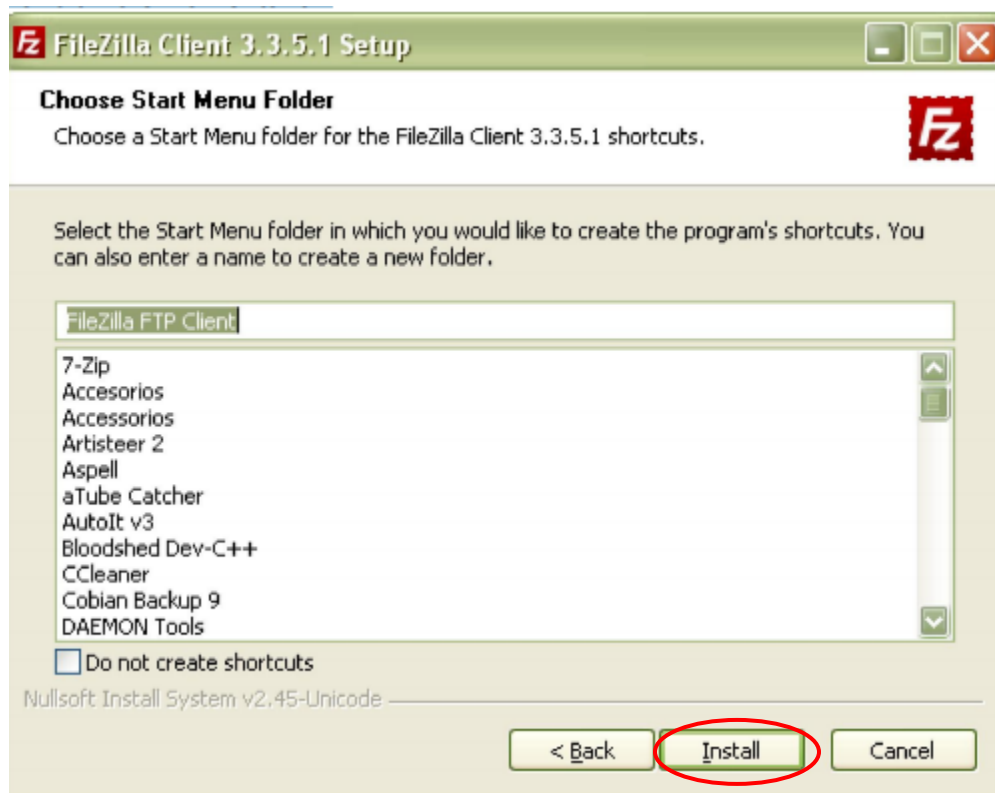 Fz FileZilla Client 3.3.5.1 Setup
Choose Start Menu Folder
Choose a Start Menu folder for the FileZilla Client 3.3.5.1 shortcuts.
Fz
Select the Start Menu folder in which you would like to create the program's shortcuts. You
can also enter a name to create a new folder.
FileZilla FTP Client
7-Zip
Accesorios
Accessorios
Artisteer 2
Aspell
aTube Catcher
AutoIt v3
Bloodshed Dev-C++
CCleaner
Cobian Backup 9
DAEMON Tools
Do not create shortcuts
Nullsoft Install System v2.45-Unicode
< Back Install Cancel